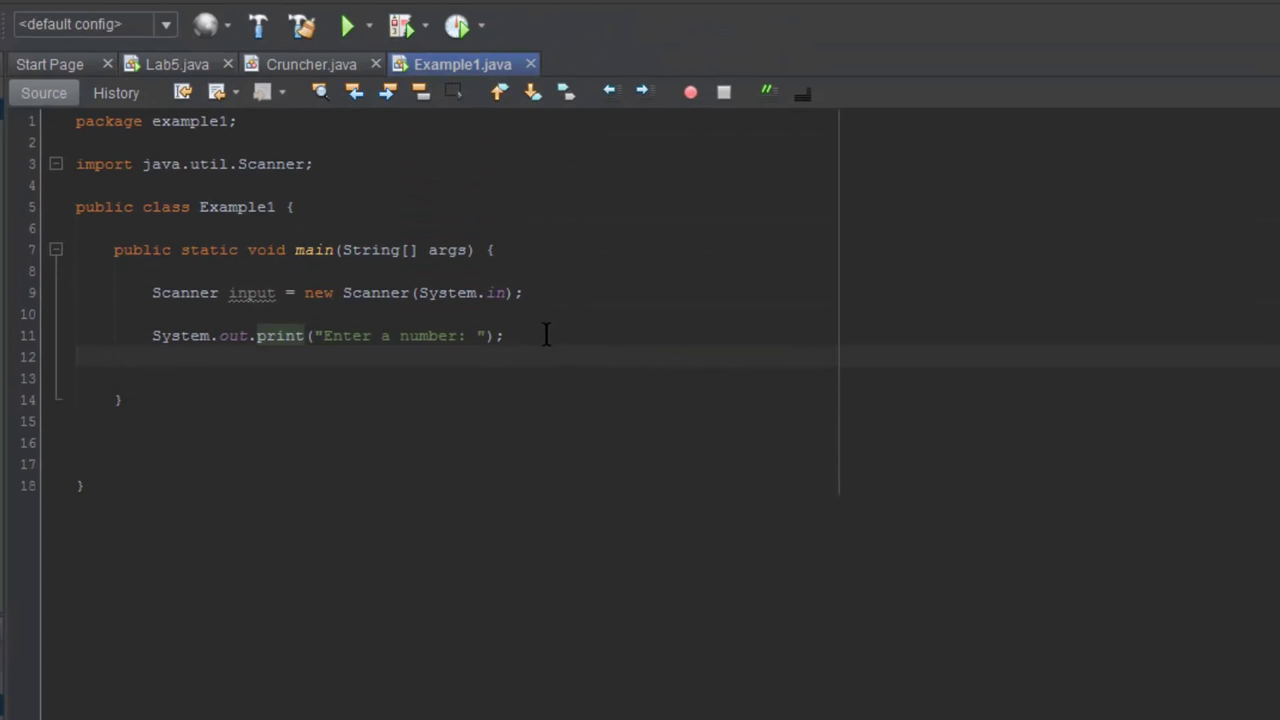 <default config>
Start Page Lab5.java Cruncher.java Example1.java
Source History
1 package example1;
2
3 import java.util.Scanner;
4
5 public class Example1 {
6
7 public static void main(String[] args) {
8
9 Scanner input = new Scanner(System.in);
10
11 System.out.print("Enter a number: ");
12
13
14 }
15
16
17
18 }